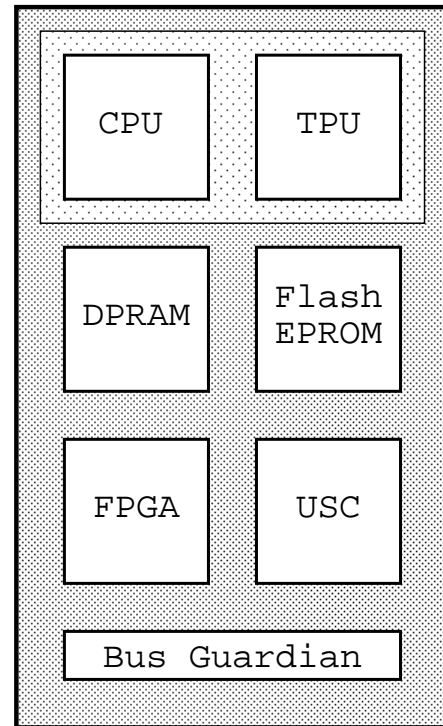 CPU
TPU
DPRAM
Flash
EPROM
FPGA
USC
Bus Guardian